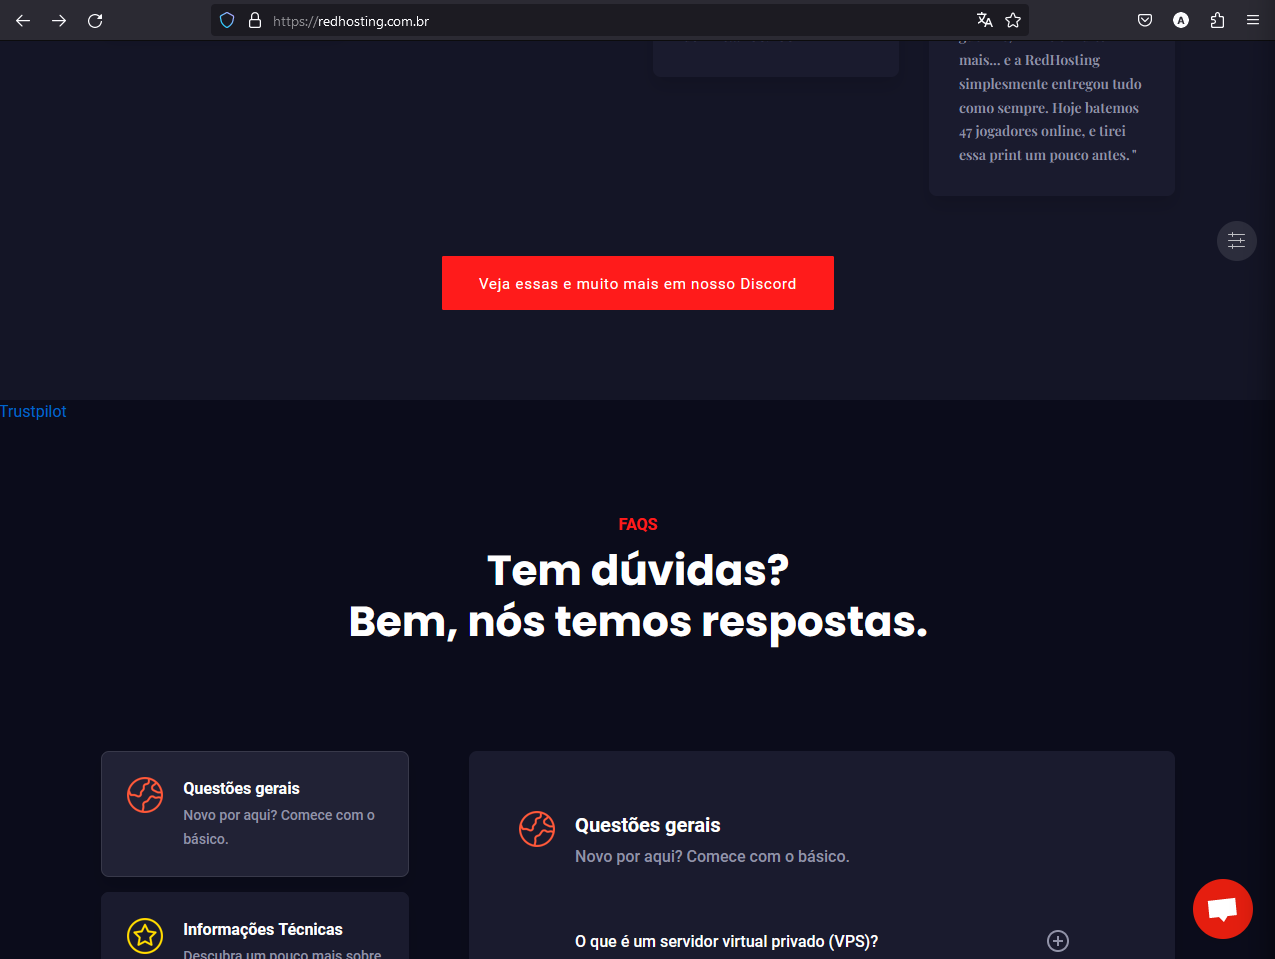 https://redhosting.com.br
mais... e a RedHosting
simplesmente entregou tudo
como sempre. Hoje batemos
47 jogadores online, e tirei
essa print um pouco antes. "
Veja essas e muito mais em nosso Discord
Trustpilot
FAQS
Tem dúvidas?
Bem, nós temos respostas.
Questões gerais
Novo por aqui? Comece com o
básico.
Informações Técnicas
Descubra um pouco mais sobre
Questões gerais
Novo por aqui? Comece com o básico.
O que é um servidor virtual privado (VPS)?